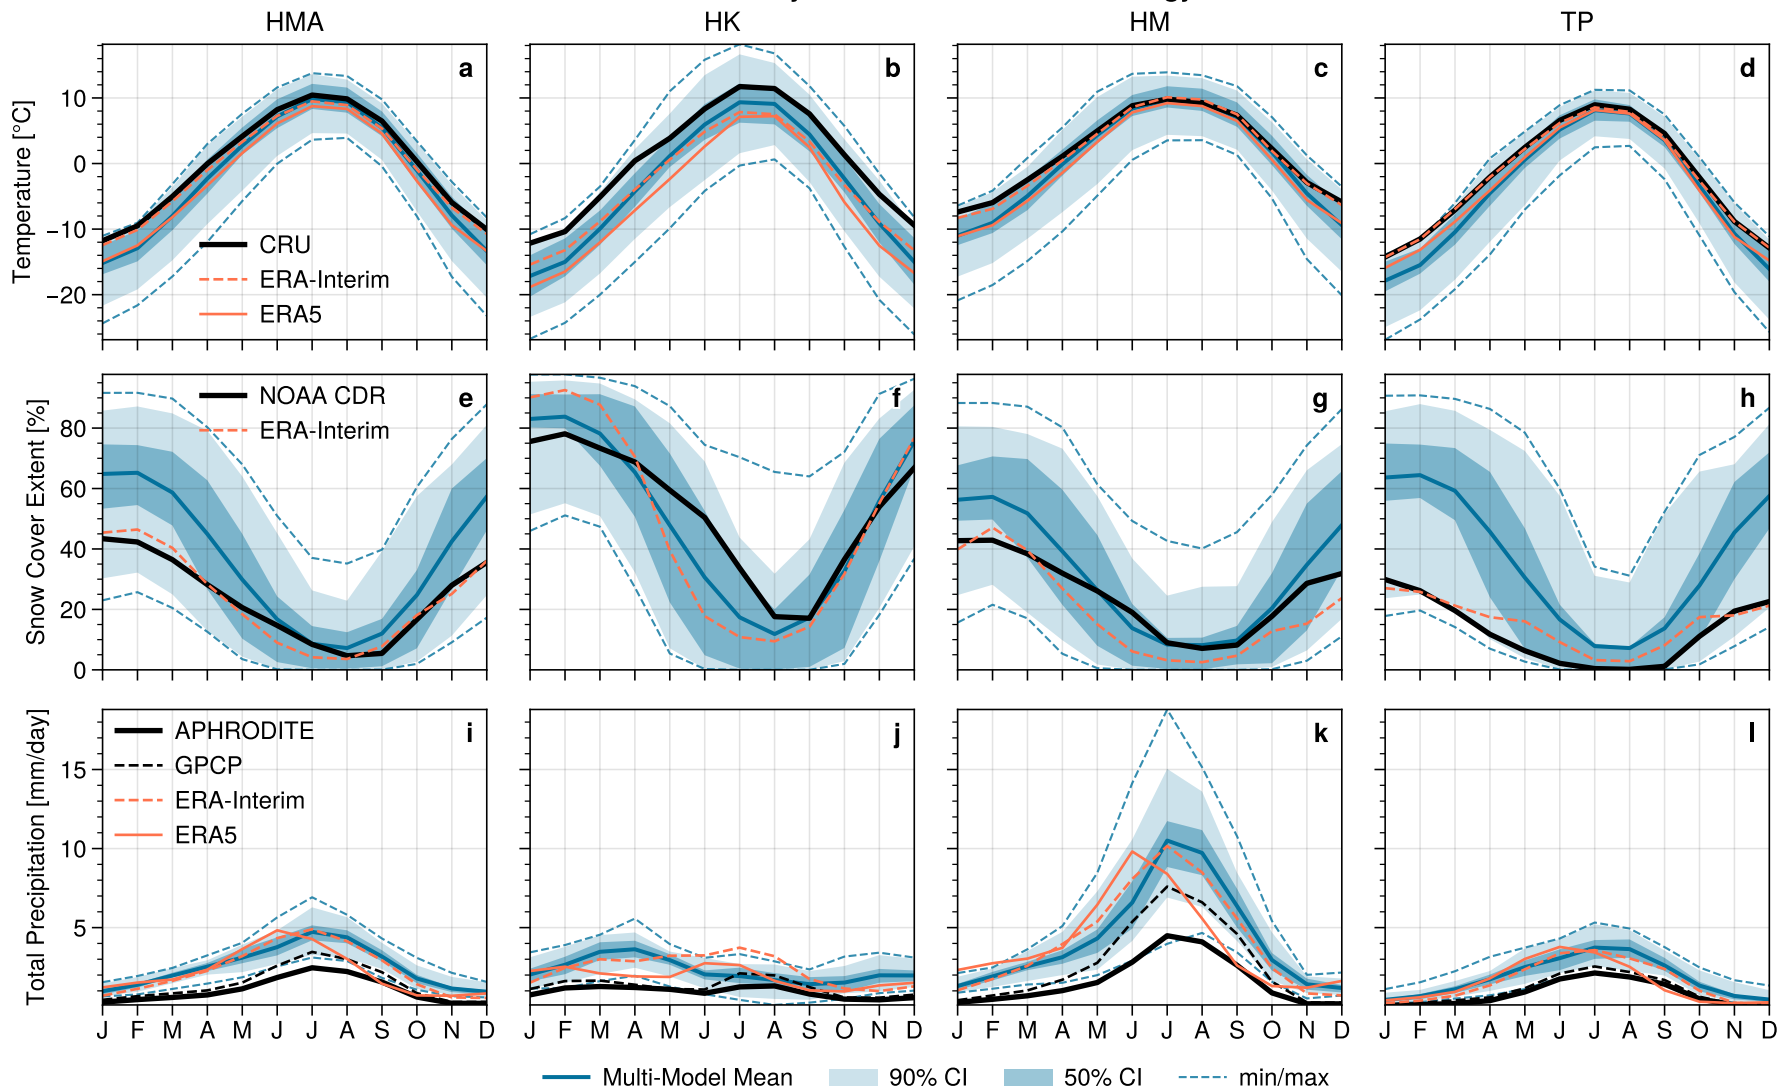 HMA HK HM TP
a b c d
Temperature [°C]
10
0
−10
−20
CRU
ERA-Interim
ERA5
e f g h
Snow Cover Extent [%]
80
60
40
20
0
NOAA CDR
ERA-Interim
i j k l
Total Precipitation [mm/day]
15
10
5
APHRODITE
GPCP
ERA-Interim
ERA5
J F M A M J J A S O N D J F M A M J J A S O N D J F M A M J J A S O N D J F M A M J J A S O N D
Multi-Model Mean 90% CI 50% CI min/max